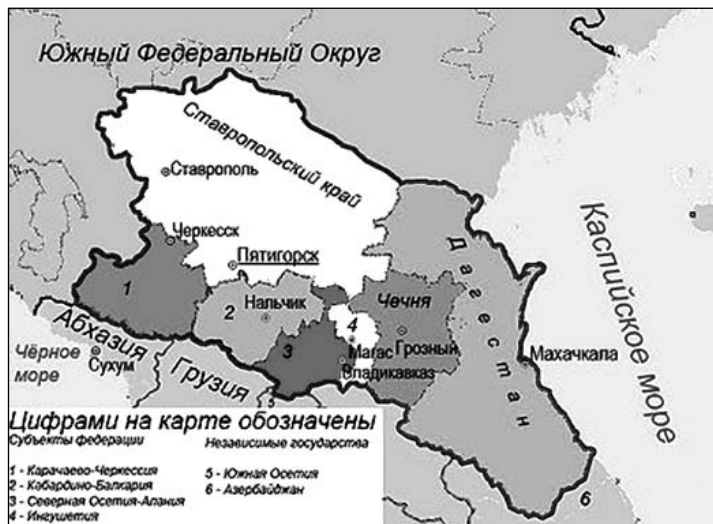 Южный Федеральный Округ
Ставропольский край
Ставрополь
Черкесск
Пятигорск
1
2
Нальчик
3
4
Чечня
Магас
Грозный
Владикавказ
Дагестан
Махачкала
Каспийское море
Абхазия
Чёрное
море
Сухум
Грузия
5
6
Цифрами на карте обозначены
Субъекты федерации
Независимые государства
1 - Карачаево-Черкессия
2 - Кабардино-Балкария
3 - Северная Осетия-Алания
4 - Ингушетия
5 - Южная Осетия
6 - Азербайджан